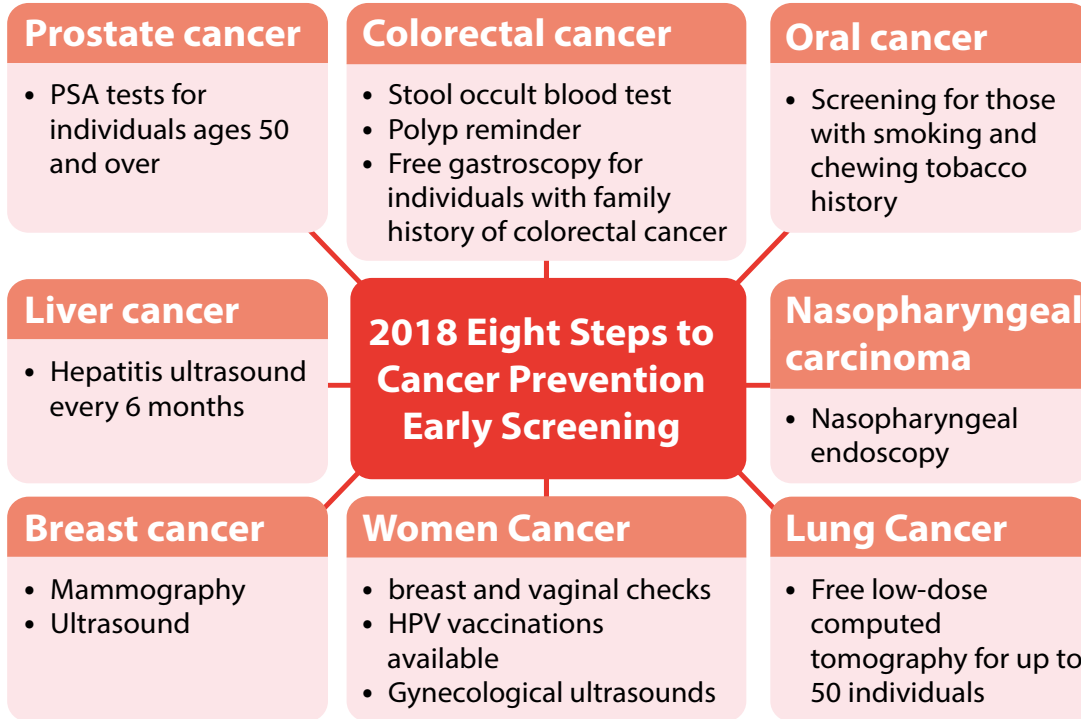 Prostate cancer
• PSA tests for
individuals ages 50
and over
Colorectal cancer
• Stool occult blood test
• Polyp reminder
• Free gastroscopy for
individuals with family
history of colorectal cancer
Oral cancer
• Screening for those
with smoking and
chewing tobacco
history
Liver cancer
• Hepatitis ultrasound
every 6 months
2018 Eight Steps to
Cancer Prevention
Early Screening
Nasopharyngeal
carcinoma
• Nasopharyngeal
endoscopy
Breast cancer
• Mammography
• Ultrasound
Women Cancer
• breast and vaginal checks
• HPV vaccinations
available
• Gynecological ultrasounds
Lung Cancer
• Free low-dose
computed
tomography for up to
50 individuals